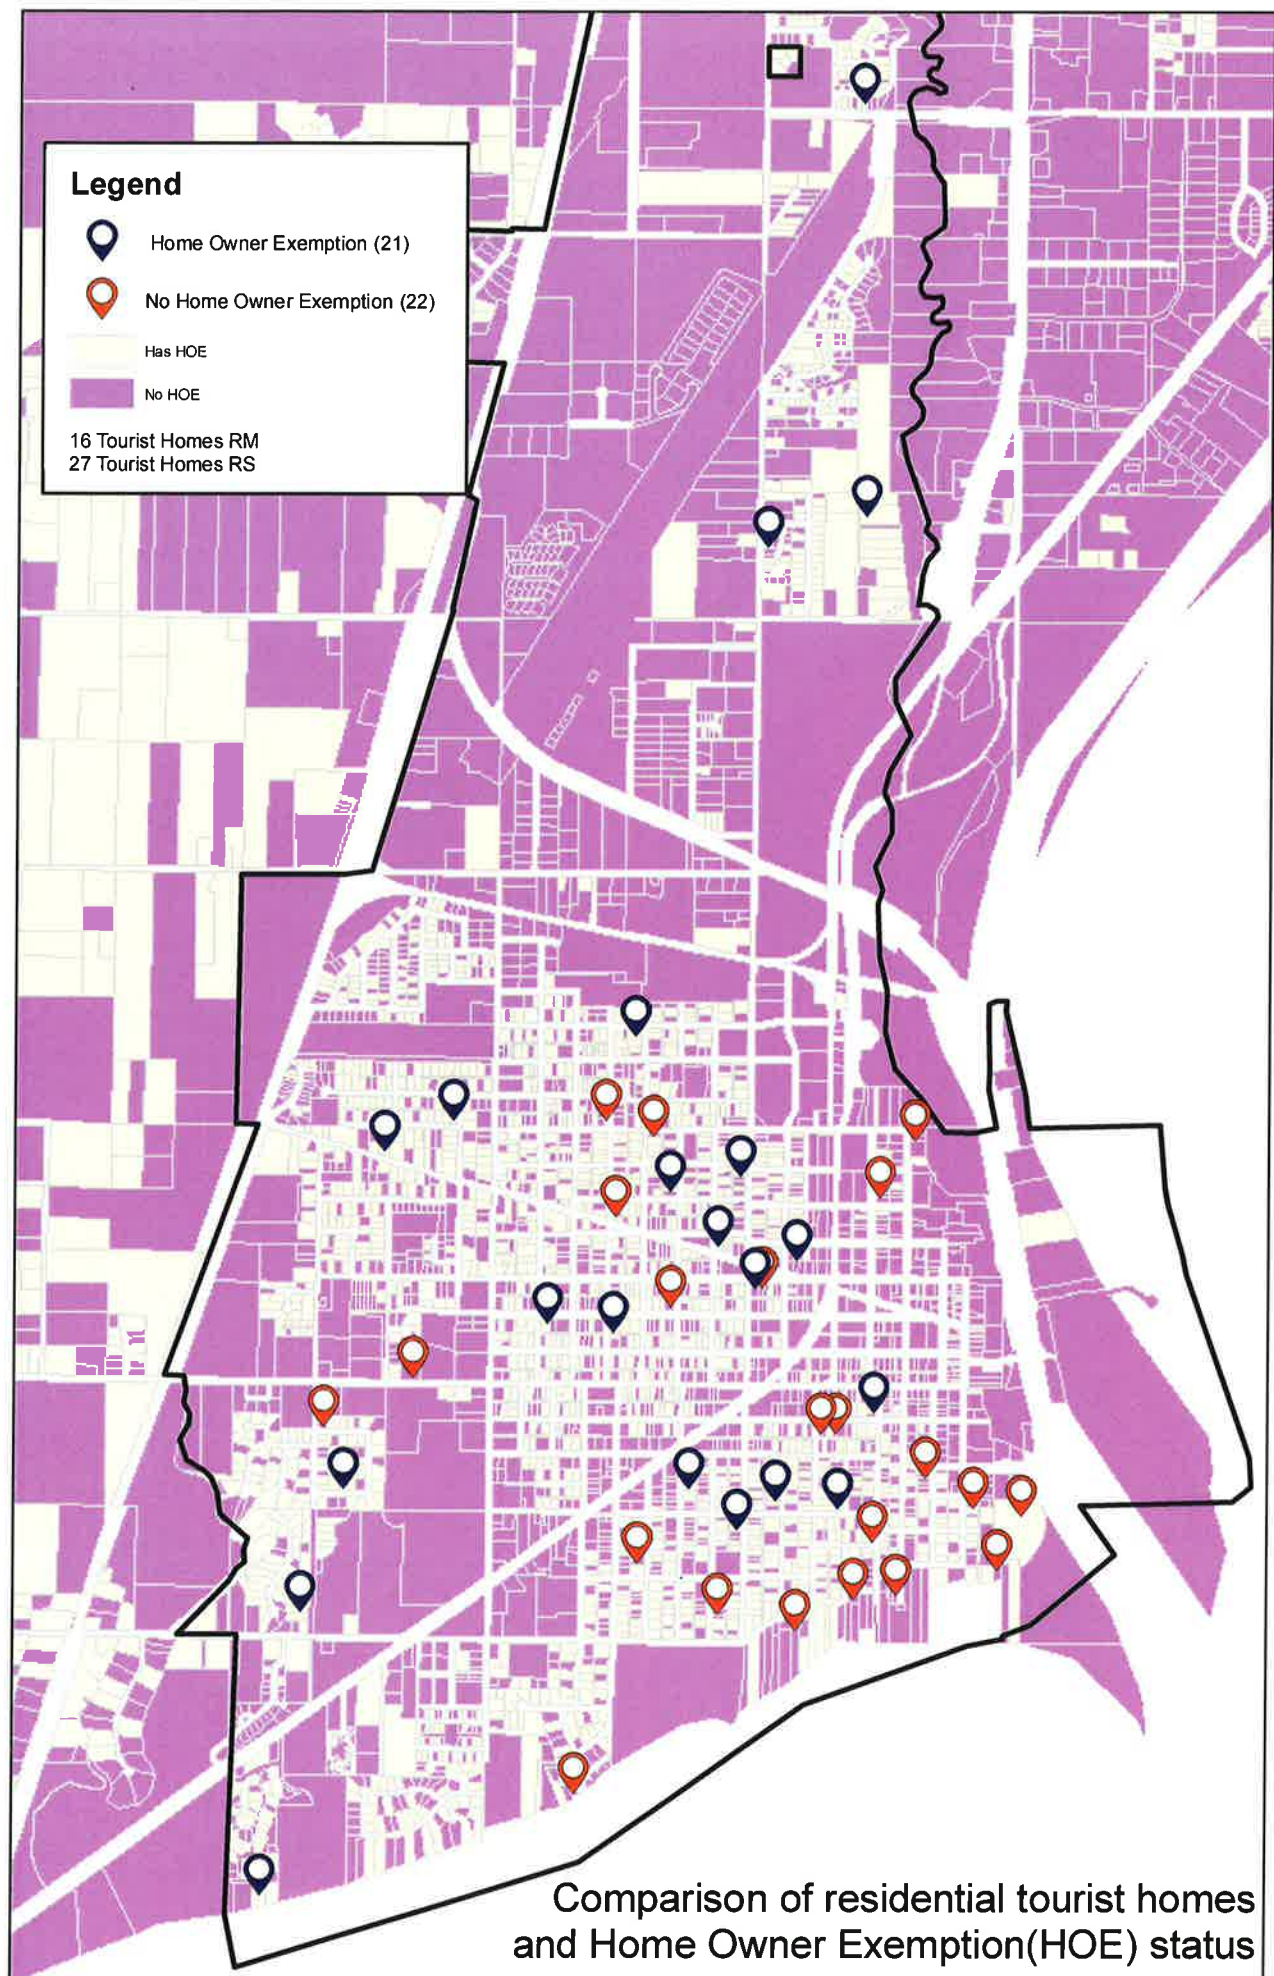 Legend
Home Owner Exemption (21)
No Home Owner Exemption (22)
Has HOE
No HOE
16 Tourist Homes RM
27 Tourist Homes RS
Comparison of residential tourist homes
and Home Owner Exemption(HOE) status